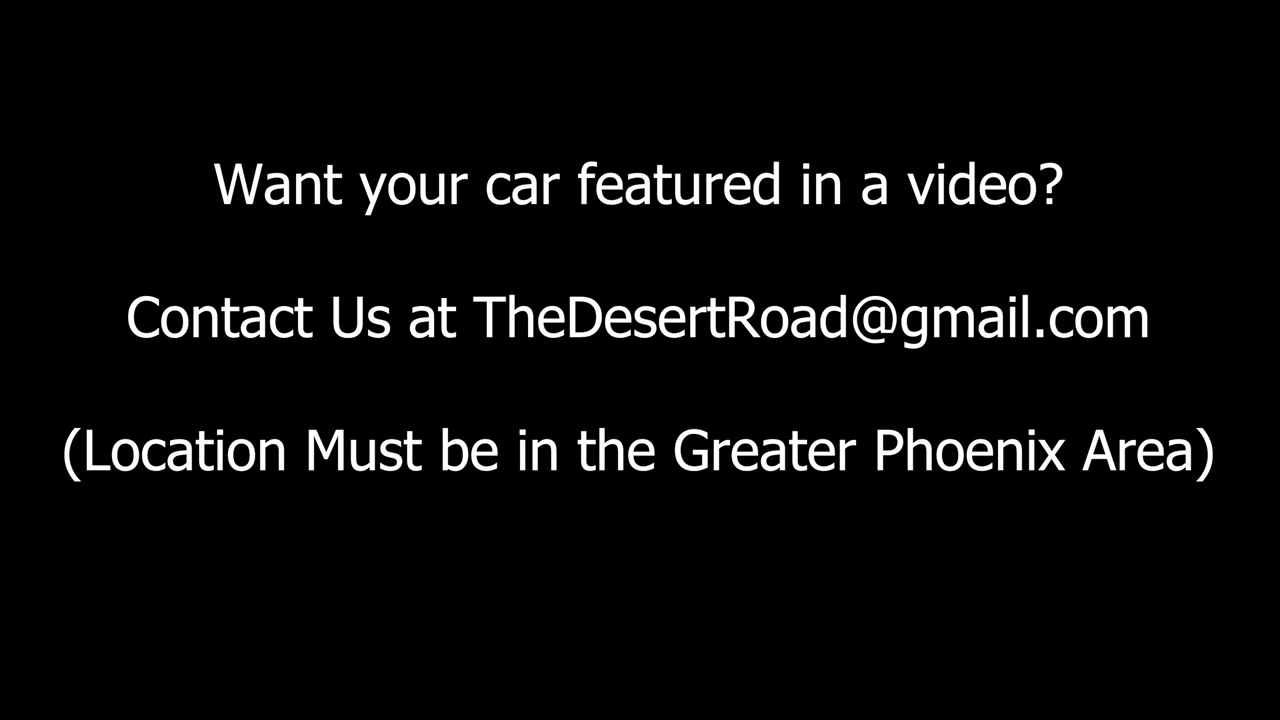 Want your car featured in a video?
Contact Us at TheDesertRoad@gmail.com
(Location Must be in the Greater Phoenix Area)